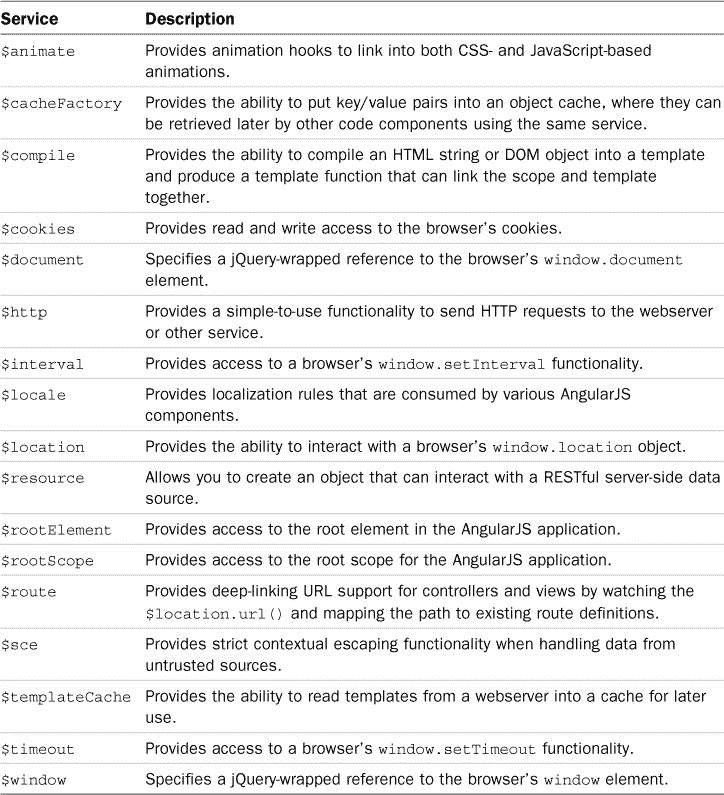 Service Description
$animate Provides animation hooks to link into both CSS- and JavaScript-based
animations.
$cacheFactory Provides the ability to put key/value pairs into an object cache, where they can
be retrieved later by other code components using the same service.
$compile Provides the ability to compile an HTML string or DOM object into a template
and produce a template function that can link the scope and template
together.
$cookies Provides read and write access to the browser’s cookies.
$document Specifies a jQuery-wrapped reference to the browser’s window.document
element.
$http Provides a simple-to-use functionality to send HTTP requests to the webserver
or other service.
$interval Provides access to a browser’s window.setInterval functionality.
$locale Provides localization rules that are consumed by various AngularJS
components.
$location Provides the ability to interact with a browser’s window.location object.
$resource Allows you to create an object that can interact with a RESTful server-side data
source.
$rootElement Provides access to the root element in the AngularJS application.
$rootScope Provides access to the root scope for the AngularJS application.
$route Provides deep-linking URL support for controllers and views by watching the
$location.url() and mapping the path to existing route definitions.
$sce Provides strict contextual escaping functionality when handling data from
untrusted sources.
$templateCache Provides the ability to read templates from a webserver into a cache for later
use.
$timeout Provides access to a browser’s window.setTimeout functionality.
$window Specifies a jQuery-wrapped reference to the browser’s window element.